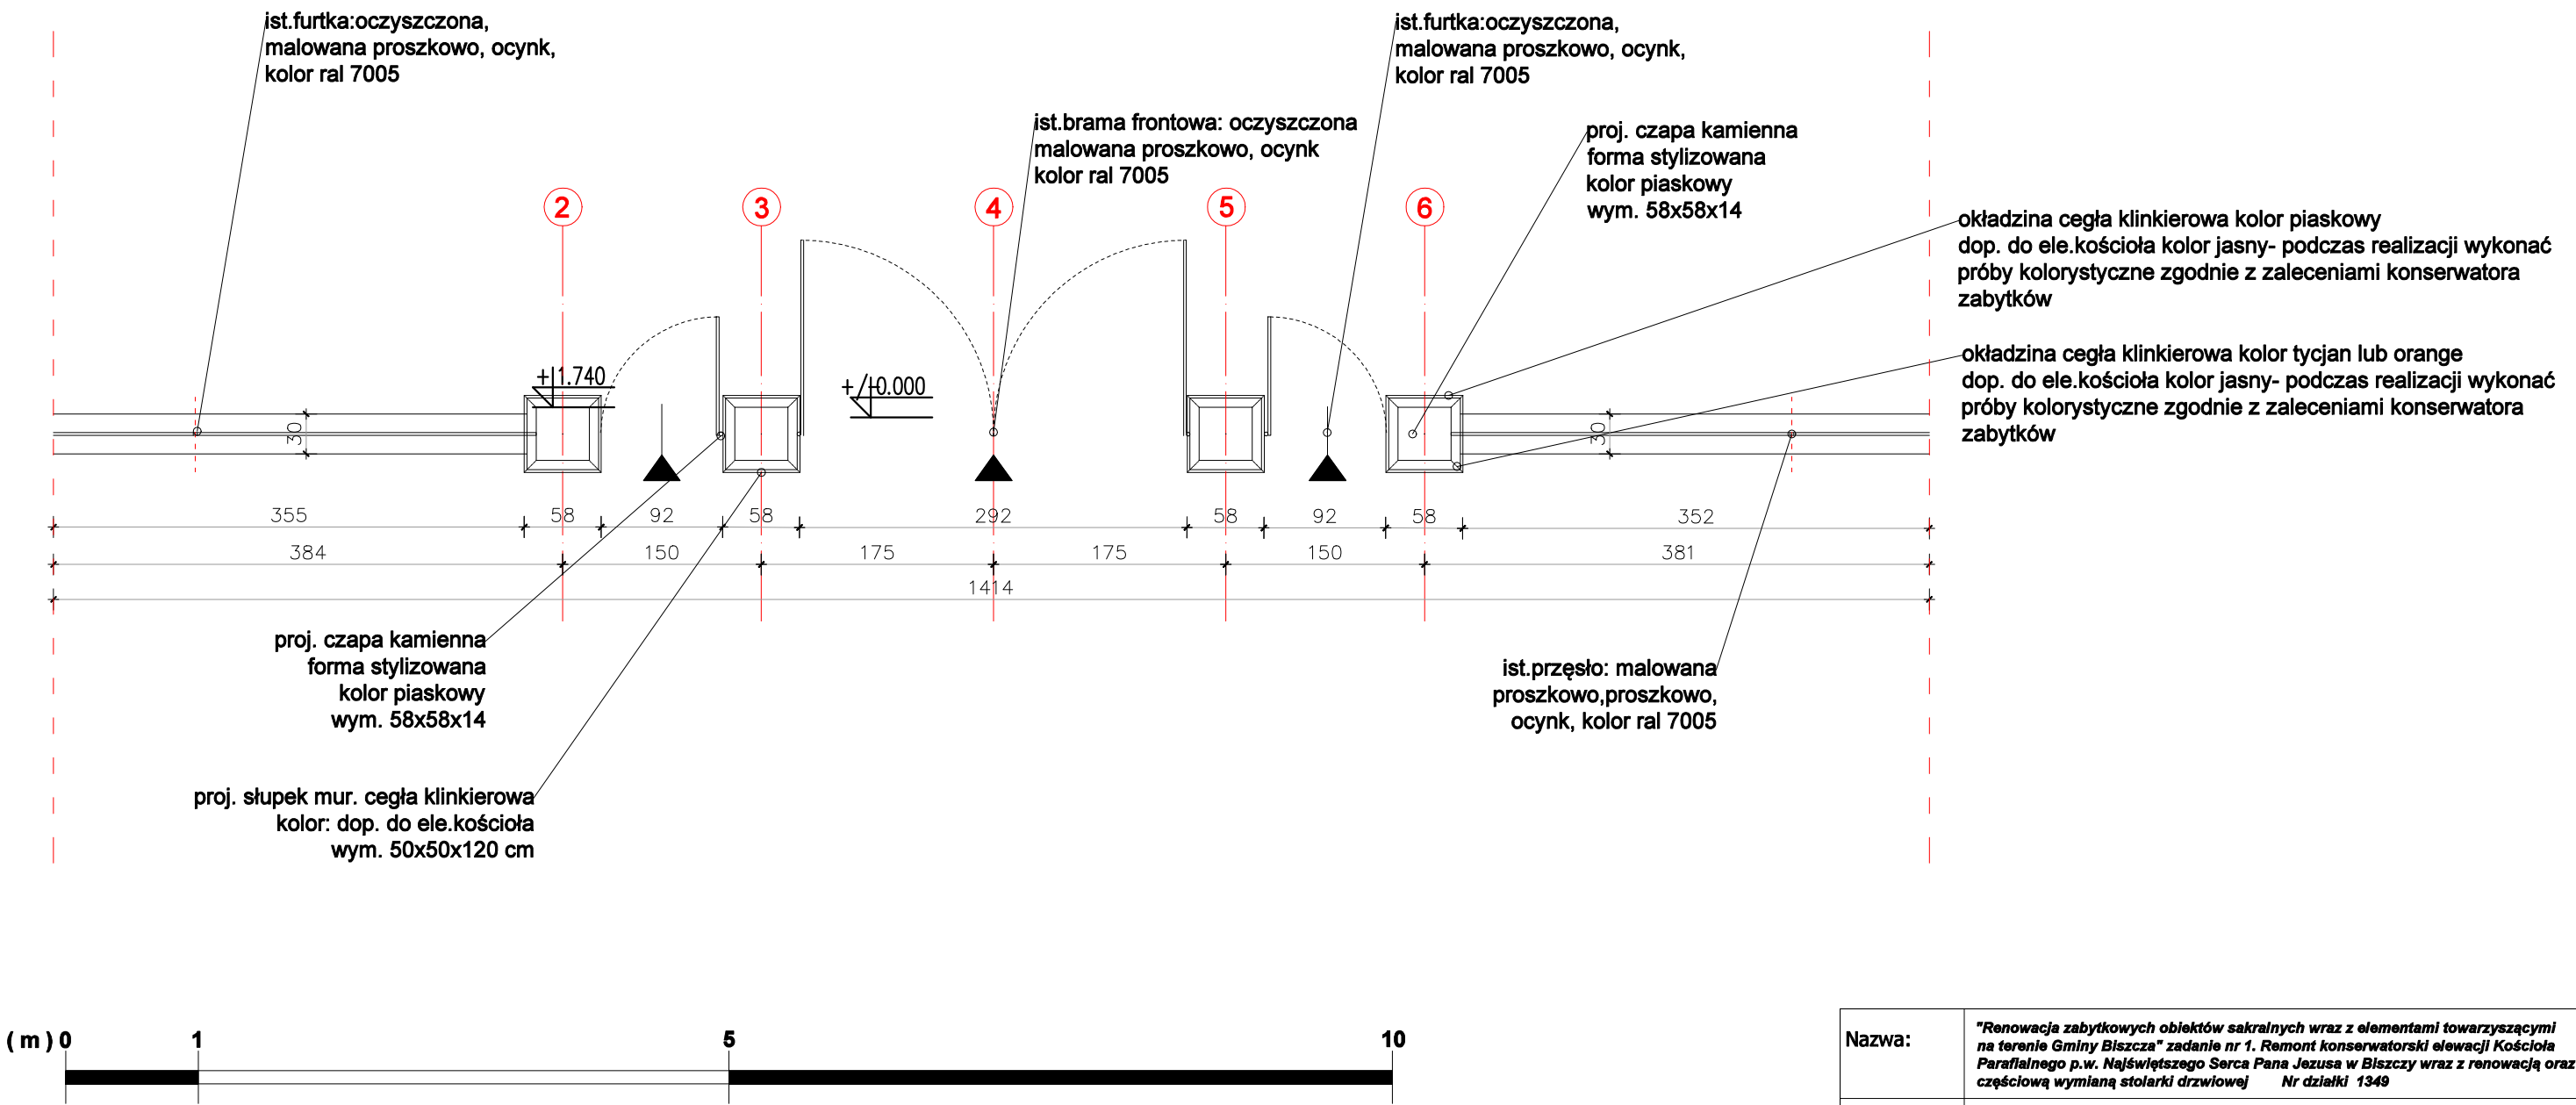 ist.furtka:oczyszczona,
malowana proszkowo, ocynk,
kolor ral 7005
ist.furtka:oczyszczona,
malowana proszkowo, ocynk,
kolor ral 7005
ist.brama frontowa: oczyszczona
malowana proszkowo, ocynk
kolor ral 7005
proj. czapa kamienna
forma stylizowana
kolor piaskowy
wym. 58x58x14
okładzina cegła klinkierowa kolor piaskowy
dop. do ele.kościoła kolor jasny- podczas realizacji wykonać
próby kolorystyczne zgodnie z zaleceniami konserwatora
zabytków
okładzina cegła klinkierowa kolor tycjan lub orange
dop. do ele.kościoła kolor jasny- podczas realizacji wykonać
próby kolorystyczne zgodnie z zaleceniami konserwatora
zabytków
2 3 4 5 6
+1.740
+/-0.000
30
30
355 58 92 58 292 58 92 58 352
384 150 175 175 150 381
1414
proj. czapa kamienna
forma stylizowana
kolor piaskowy
wym. 58x58x14
ist.przęsło: malowana
proszkowo,proszkowo,
ocynk, kolor ral 7005
proj. słupek mur. cegła klinkierowa
kolor: dop. do ele.kościoła
wym. 50x50x120 cm
(m) 0 1 5 10
Nazwa:
"Renowacja zabytkowych obiektów sakralnych wraz z elementami towarzyszącymi
na terenie Gminy Biszcza" zadanie nr 1. Remont konserwatorski elewacji Kościoła
Parafialnego p.w. Najświętszego Serca Pana Jezusa w Biszczy wraz z renowacją oraz
częściową wymianą stolarki drzwiowej Nr działki 1349